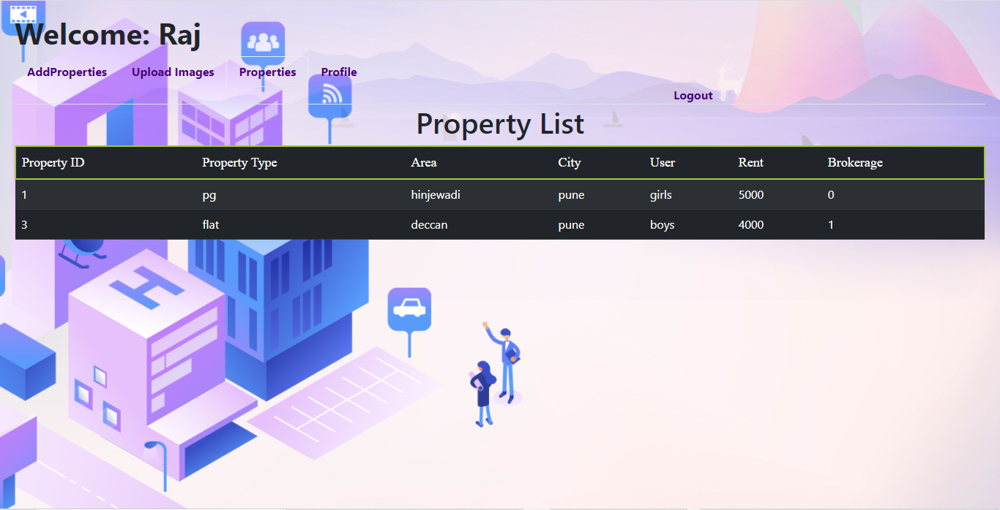 Welcome: Raj
AddProperties Upload Images Properties Profile
Logout
Property List
Property ID Property Type Area City User Rent Brokerage
1 pg hinjewadi pune girls 5000 0
3 flat deccan pune boys 4000 1
H